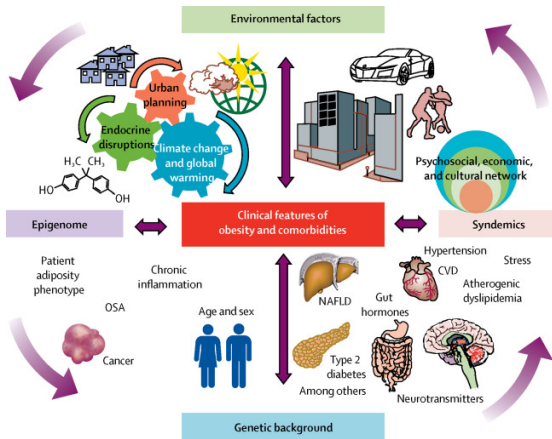 Environmental factors
Urban
planning
Endocrine
disruptions
Climate change
and global
warming
H₃C CH₃
HO
OH
Psychosocial, economic,
and cultural network
Epigenome
Clinical features of
obesity and comorbidities
Syndemics
Patient
adiposity
phenotype
Chronic
inflammation
OSA
Cancer
Age and sex
NAFLD
Gut
hormones
Type 2
diabetes
Among others
Hypertension
CVD
Stress
Atherogenic
dyslipidemia
Neurotransmitters
Genetic background